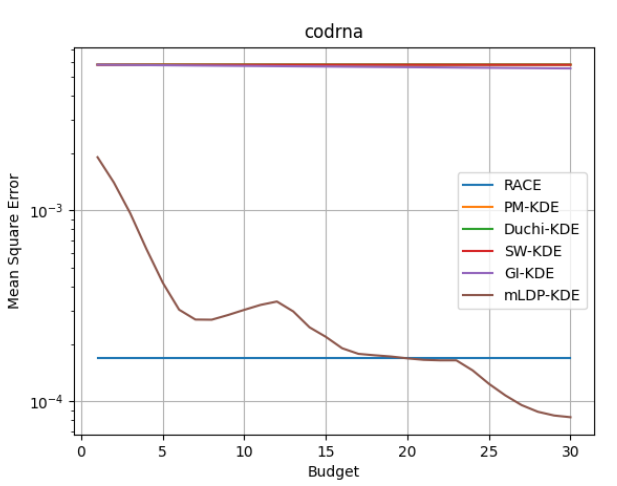 codrna
Mean Square Error
10⁻³
10⁻⁴
RACE
PM-KDE
Duchi-KDE
SW-KDE
GI-KDE
mLDP-KDE
0 5 10 15 20 25 30
Budget